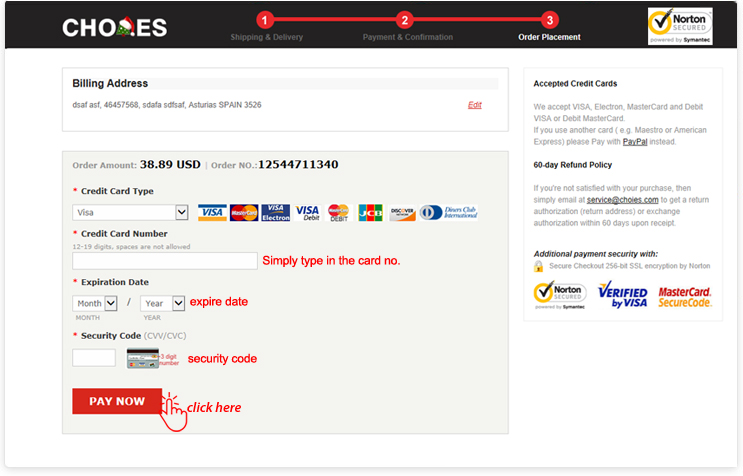 CHOIES
1 2 3
Shipping & Delivery Payment & Confirmation Order Placement
Norton
SECURED
powered by Symantec
Billing Address
dsaf asf, 46457568, sdafa sdfsaf, Asturias SPAIN 3526 Edit
Order Amount: 38.89 USD | Order NO.:12544711340
* Credit Card Type
Visa
VISA MasterCard VISA Electron VISA Debit MasterCard DEBIT JCB DISCOVER NETWORK Diners Club International
* Credit Card Number
12-19 digits, spaces are not allowed
Simply type in the card no.
* Expiration Date
Month / Year expire date
MONTH YEAR
* Security Code (CVV/CVC)
3 digit
number
security code
PAY NOW
click here
Accepted Credit Cards
We accept VISA, Electron, MasterCard and Debit
VISA or Debit MasterCard.
If you use another card ( e.g. Maestro or American
Express) please Pay with PayPal instead.
60-day Refund Policy
If you're not satisfied with your purchase, then
simply email at service@choies.com to get a return
authorization (return address) or exchange
authorization within 60 days upon receipt.
Additional payment security with:
Secure Checkout 256-bit SSL encryption by Norton
Norton
SECURED
powered by Symantec
VERIFIED
by VISA
MasterCard.
SecureCode.